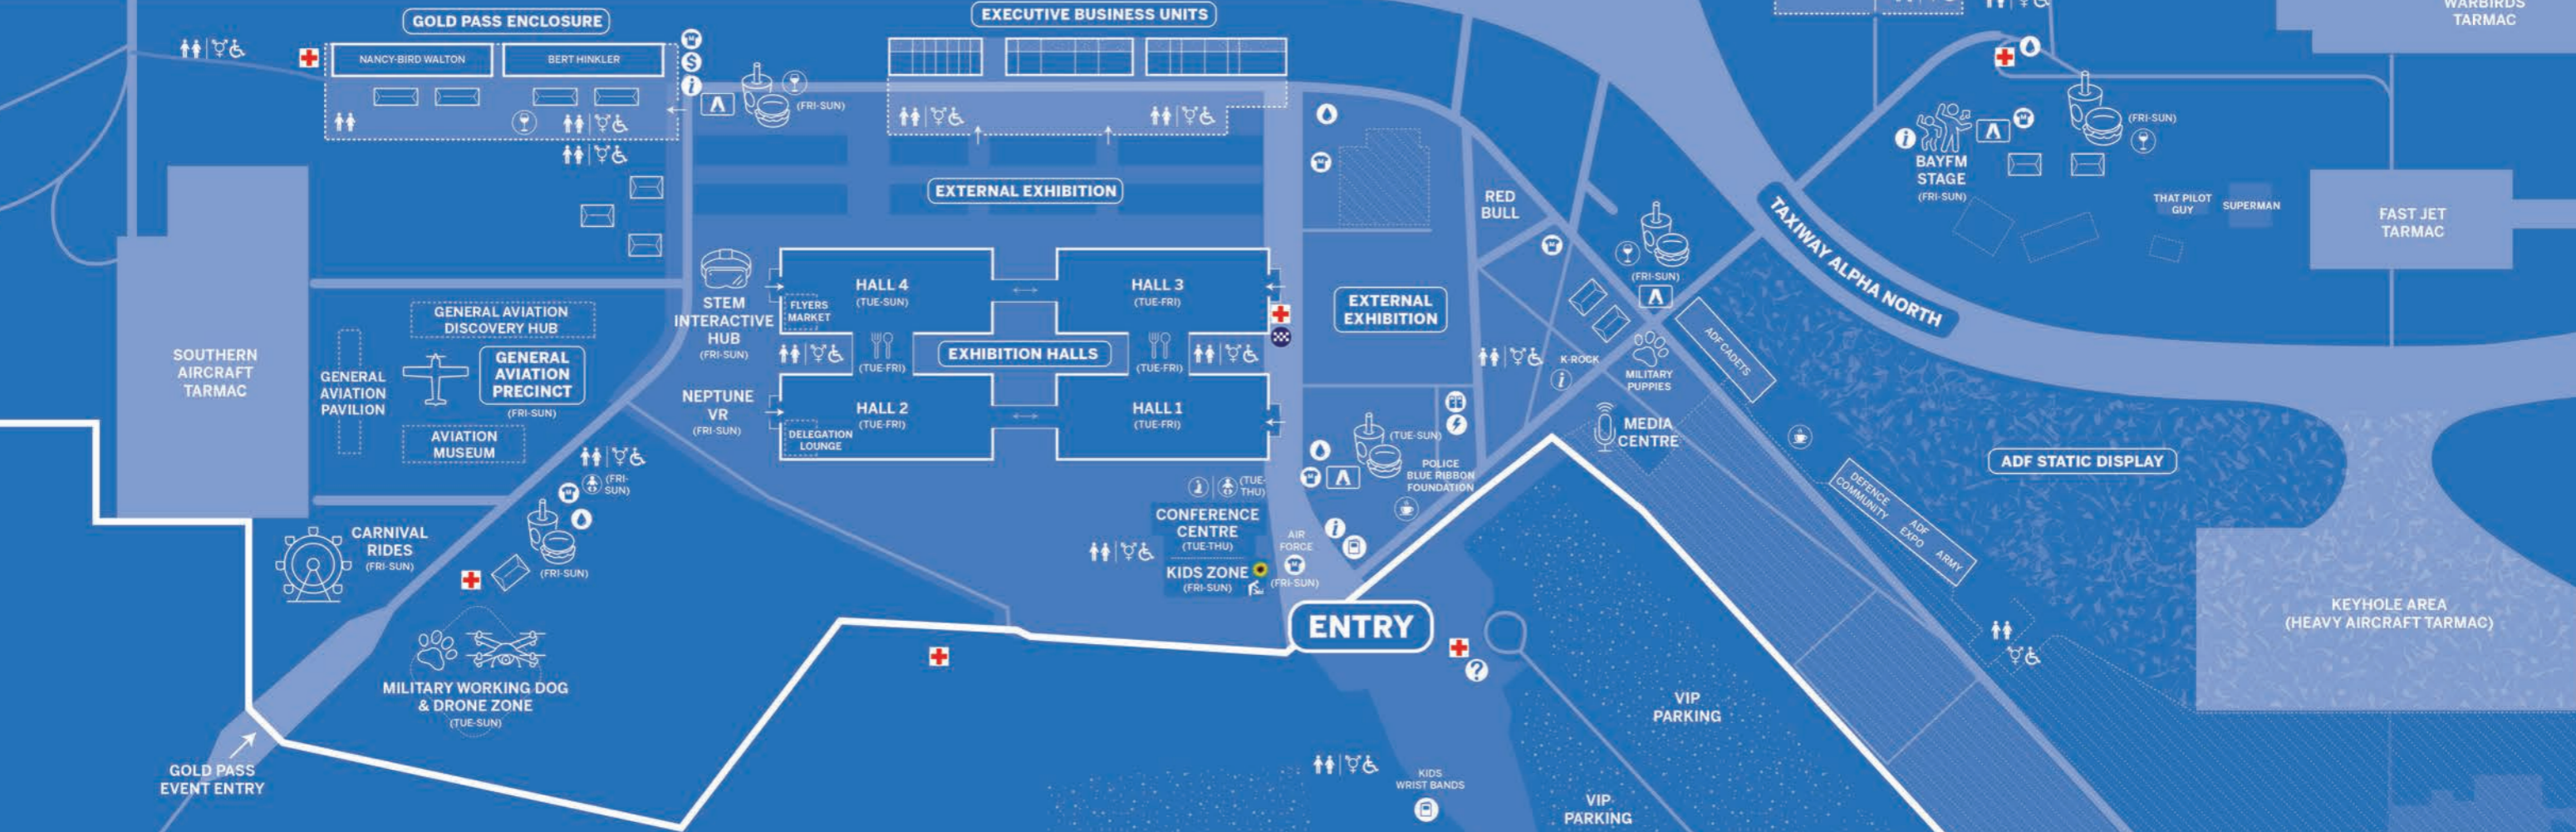 GOLD PASS ENCLOSURE
NANCY-BIRD WALTON
BERT HINKLER
(FRI-SUN)
EXECUTIVE BUSINESS UNITS
EXTERNAL EXHIBITION
WARBIRDS
TARMAC
(FRI-SUN)
BAYFM
STAGE
(FRI-SUN)
THAT PILOT
GUY
SUPERMAN
FAST JET
TARMAC
RED
BULL
TAXIWAY ALPHA NORTH
(FRI-SUN)
SOUTHERN
AIRCRAFT
TARMAC
GENERAL AVIATION
DISCOVERY HUB
GENERAL
AVIATION
PAVILION
GENERAL
AVIATION
PRECINCT
(FRI-SUN)
AVIATION
MUSEUM
STEM
INTERACTIVE
HUB
(FRI-SUN)
NEPTUNE
VR
(FRI-SUN)
HALL 4
(TUE-SUN)
FLYERS
MARKET
HALL 3
(TUE-FRI)
(TUE-FRI)
EXHIBITION HALLS
(TUE-FRI)
HALL 2
(TUE-FRI)
DELEGATION
LOUNGE
HALL 1
(TUE-FRI)
EXTERNAL
EXHIBITION
K-ROCK
MILITARY
PUPPIES
ADF CADETS
MEDIA
CENTRE
(TUE-SUN)
POLICE
BLUE RIBBON
FOUNDATION
ADF STATIC DISPLAY
DEFENCE
COMMUNITY
ADF
EXPO
ARMY
KEYHOLE AREA
(HEAVY AIRCRAFT TARMAC)
(FRI-
SUN)
(FRI-SUN)
CARNIVAL
RIDES
(FRI-SUN)
MILITARY WORKING DOG
& DRONE ZONE
(TUE-SUN)
GOLD PASS
EVENT ENTRY
(TUE-
THU)
CONFERENCE
CENTRE
(TUE-THU)
KIDS ZONE
(FRI-SUN)
AIR
FORCE
(FRI-SUN)
ENTRY
VIP
PARKING
KIDS
WRIST BANDS
VIP
PARKING